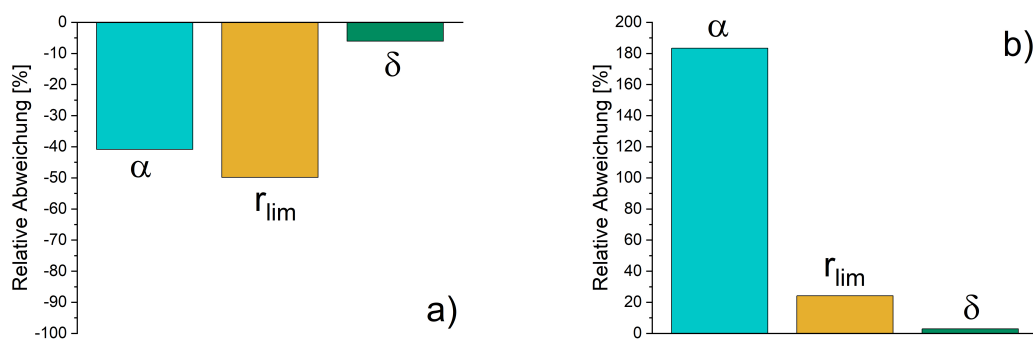 0
-10
-20
-30
-40
-50
-60
-70
-80
-90
-100
Relative Abweichung [%]
α
r_lim
δ
a)
200
180
160
140
120
100
80
60
40
20
0
Relative Abweichung [%]
α
r_lim
δ
b)